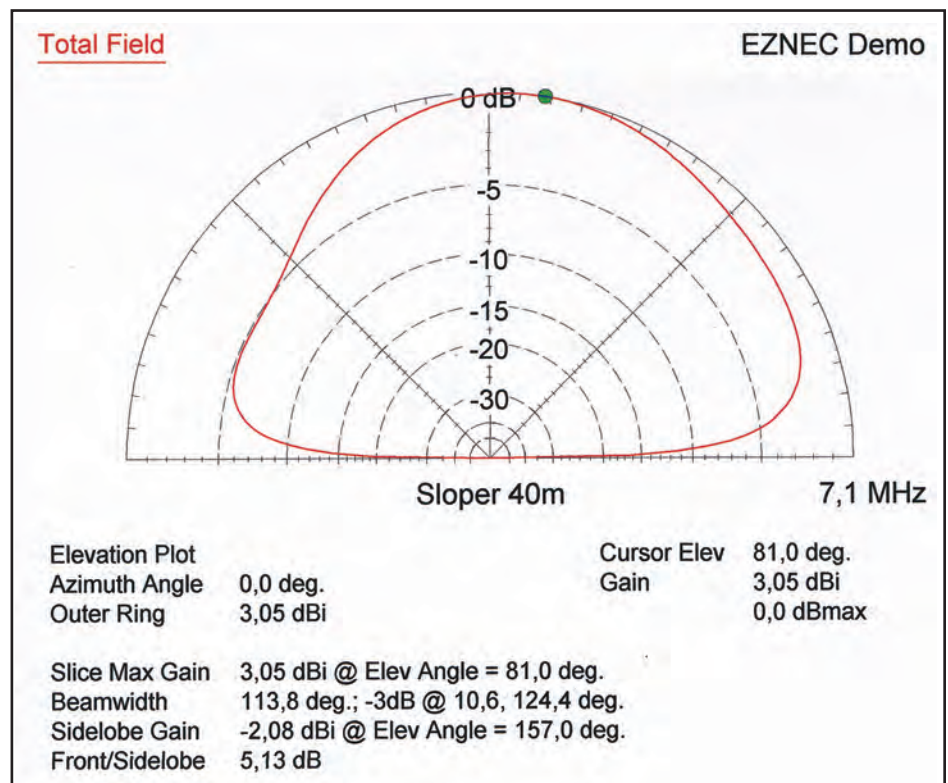 Total Field
EZNEC Demo
0 dB
-5
-10
-15
-20
-30
Sloper 40m
7,1 MHz
Elevation Plot
Cursor Elev 81,0 deg.
Azimuth Angle 0,0 deg.
Gain 3,05 dBi
Outer Ring 3,05 dBi
0,0 dBmax
Slice Max Gain 3,05 dBi @ Elev Angle = 81,0 deg.
Beamwidth 113,8 deg.; -3dB @ 10,6, 124,4 deg.
Sidelobe Gain -2,08 dBi @ Elev Angle = 157,0 deg.
Front/Sidelobe 5,13 dB